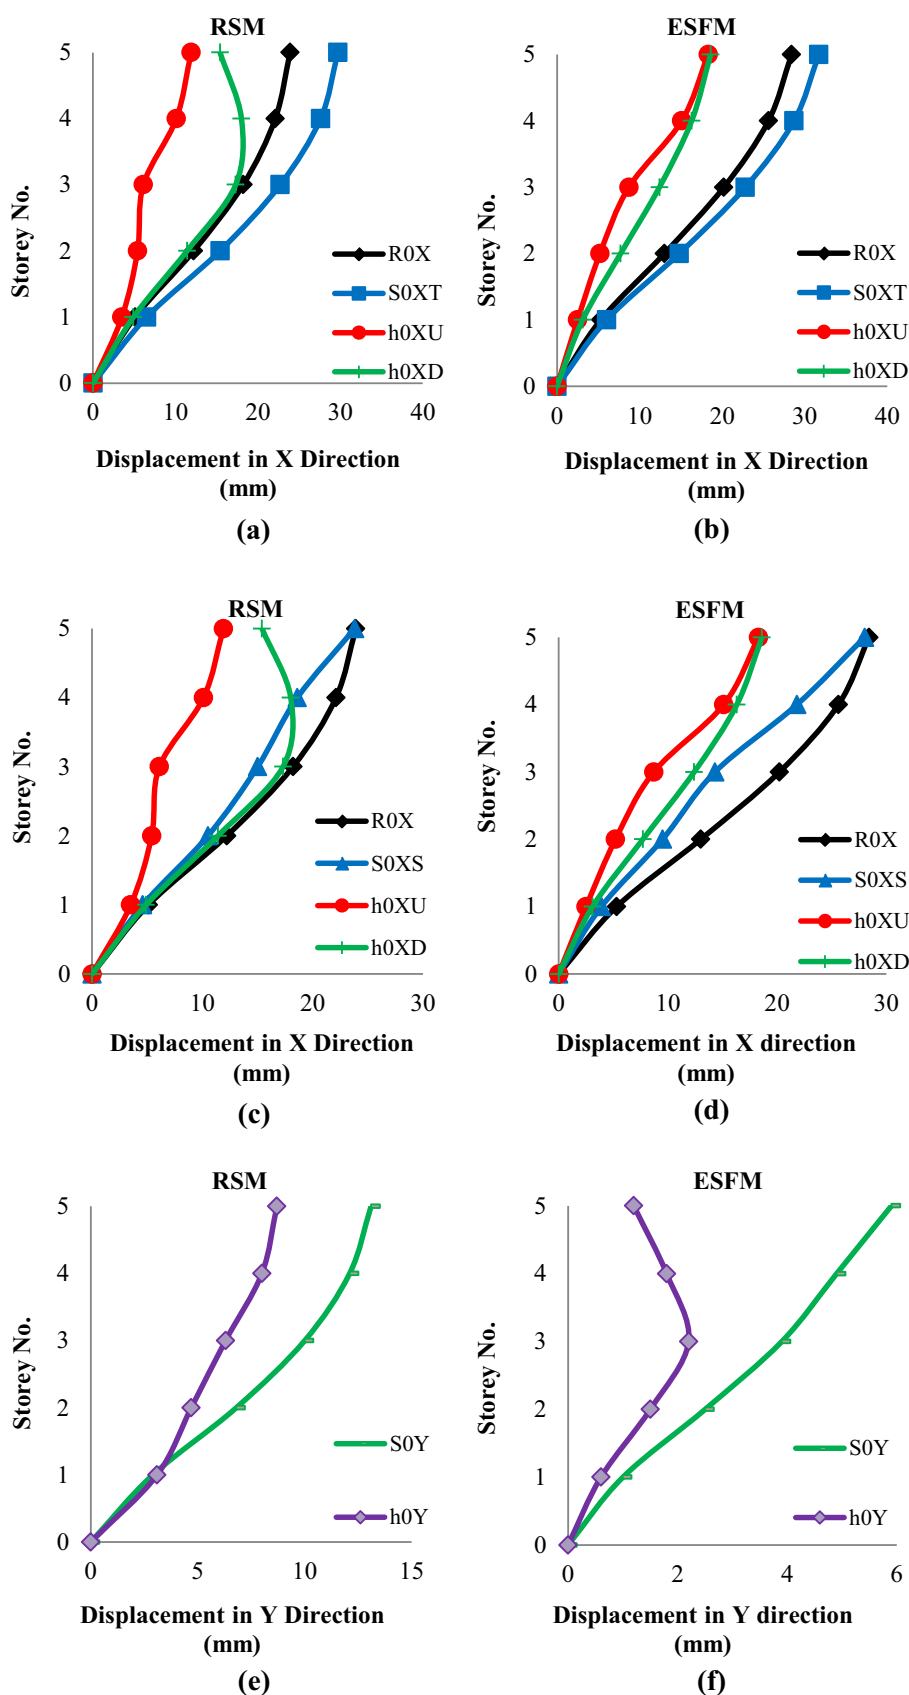 RSM
5
4
3
2
1
0
Storey No.
R0X
S0XT
h0XU
h0XD
0 10 20 30 40
Displacement in X Direction
(mm)
(a)
ESFM
5
4
3
2
1
0
Storey No.
R0X
S0XT
h0XU
h0XD
0 10 20 30 40
Displacement in X Direction
(mm)
(b)
RSM
5
4
3
2
1
0
Storey No.
R0X
S0XS
h0XU
h0XD
0 10 20 30
Displacement in X Direction
(mm)
(c)
ESFM
5
4
3
2
1
0
Storey No.
R0X
S0XS
h0XU
h0XD
0 10 20 30
Displacement in X direction
(mm)
(d)
RSM
5
4
3
2
1
0
Storey No.
S0Y
h0Y
0 5 10 15
Displacement in Y Direction
(mm)
(e)
ESFM
5
4
3
2
1
0
Storey No.
S0Y
h0Y
0 2 4 6
Displacement in Y direction
(mm)
(f)